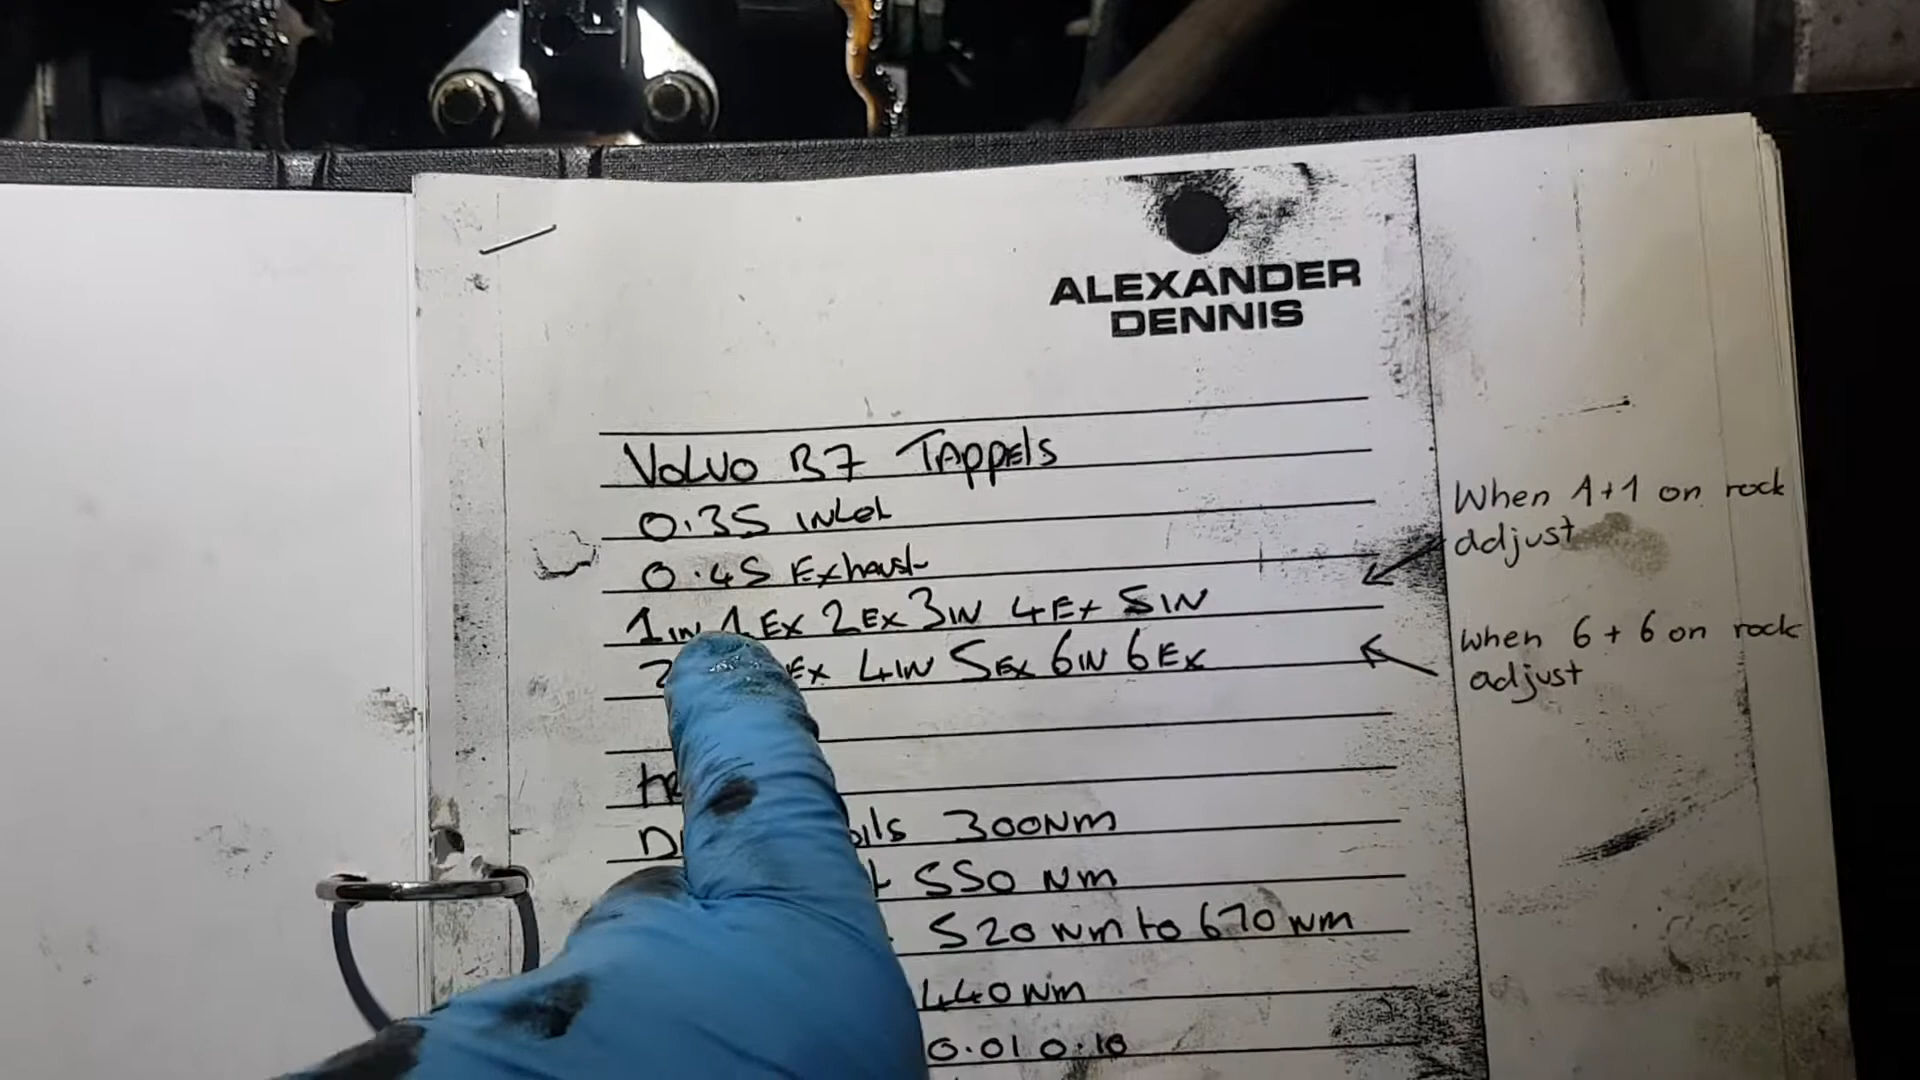 ALEXANDER
DENNIS
Volvo B7 Tappels
0.35 inlet
0.45 Exhaust
1in 1Ex 2Ex 3in 4Ex 5in
2 Ex 4in 5Ex 6in 6Ex
When 1+1 on rock
adjust
when 6+6 on rock
adjust
300Nm
550 Nm
520 Nm to 670 Nm
440Nm
0.01 0.10